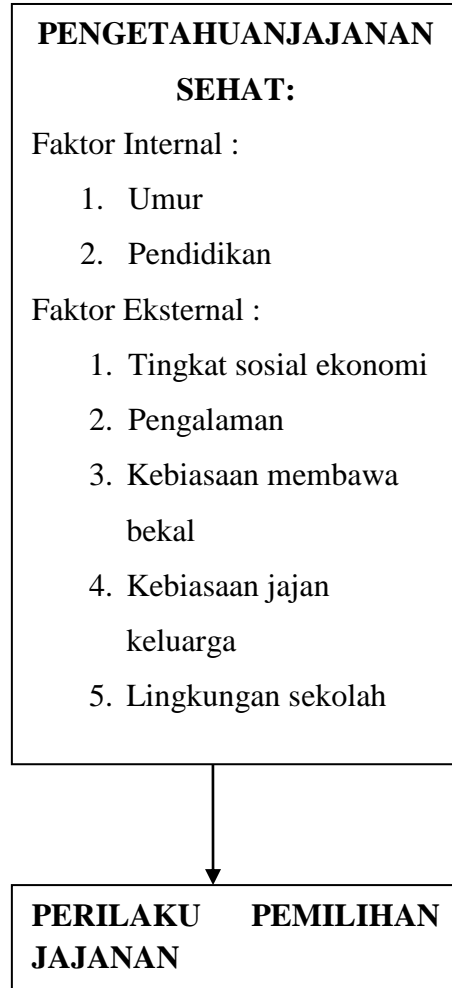 PENGETAHUANJAJANAN
SEHAT:
Faktor Internal :
1. Umur
2. Pendidikan
Faktor Eksternal :
1. Tingkat sosial ekonomi
2. Pengalaman
3. Kebiasaan membawa
bekal
4. Kebiasaan jajan
keluarga
5. Lingkungan sekolah
PERILAKU PEMILIHAN
JAJANAN